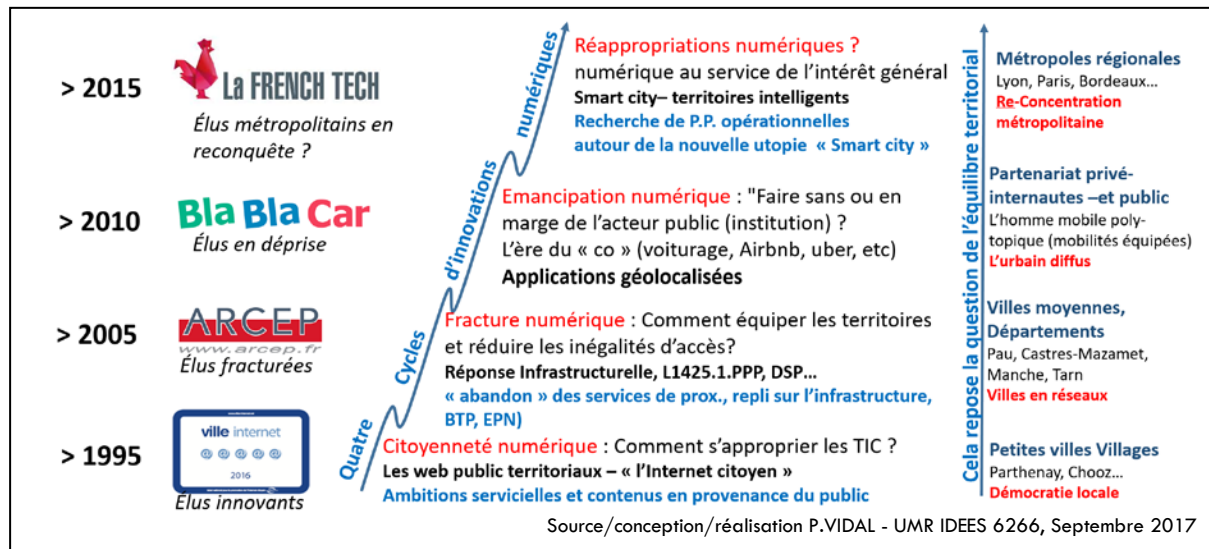 > 2015
La FRENCH TECH
Élus métropolitains en
reconquête ?
Réappropriations numériques ?
numérique au service de l'intérêt général
Smart city– territoires intelligents
Recherche de P.P. opérationnelles
autour de la nouvelle utopie « Smart city »
Métropoles régionales
Lyon, Paris, Bordeaux...
Re-Concentration
métropolitaine
> 2010
Bla Bla Car
Élus en déprise
Emancipation numérique : "Faire sans ou en
marge de l'acteur public (institution) ?
L'ère du « co » (voiturage, Airbnb, uber, etc)
Applications géolocalisées
Partenariat privé-
internautes –et public
L'homme mobile poly-
topique (mobilités équipées)
L'urbain diffus
> 2005
ARCEP
www.arcep.fr
Élus fracturées
Fracture numérique : Comment équiper les territoires
et réduire les inégalités d'accès?
Réponse Infrastructurelle, L1425.1.PPP, DSP...
« abandon » des services de prox., repli sur l'infrastructure,
BTP, EPN)
Villes moyennes,
Départements
Pau, Castres-Mazamet,
Manche, Tarn
Villes en réseaux
> 1995
ville internet
@ @ @ @ @
2016
Élus innovants
Citoyenneté numérique : Comment s'approprier les TIC ?
Les web public territoriaux – « l'Internet citoyen »
Ambitions servicielles et contenus en provenance du public
Petites villes Villages
Parthenay, Chooz...
Démocratie locale
Quatre Cycles d'innovations numériques
Cela repose la question de l'équilibre territorial
Source/conception/réalisation P.VIDAL - UMR IDEES 6266, Septembre 2017